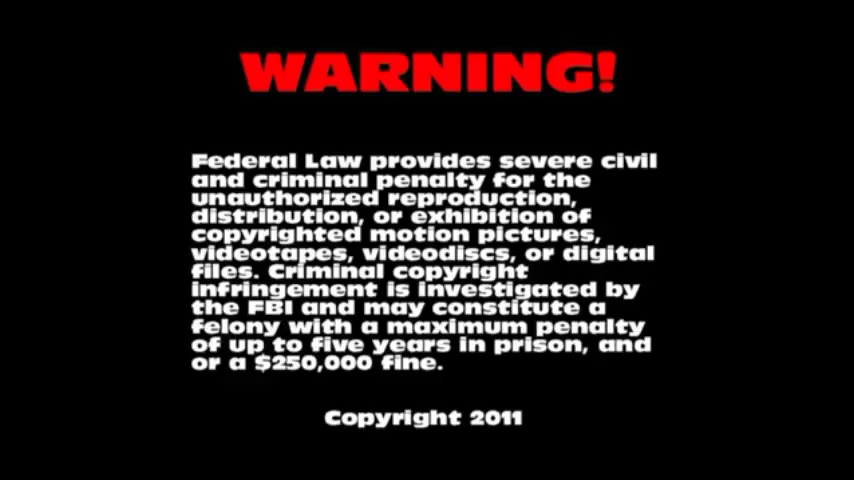 WARNING!
Federal Law provides severe civil
and criminal penalty for the
unauthorized reproduction,
distribution, or exhibition of
copyrighted motion pictures,
videotapes, videodiscs, or digital
files. Criminal copyright
infringement is investigated by
the FBI and may constitute a
felony with a maximum penalty
of up to five years in prison, and
or a $250,000 fine.
Copyright 2011